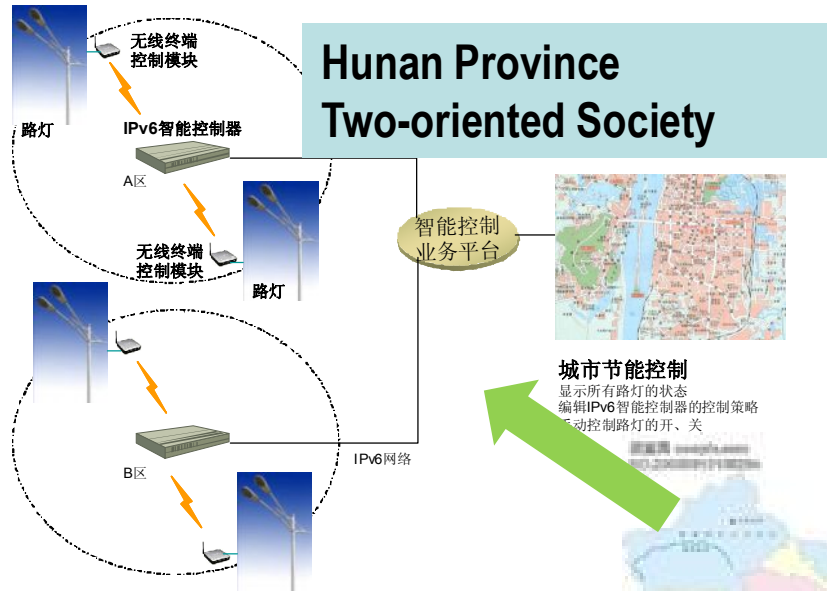 无线终端
控制模块
Hunan Province
Two-oriented Society
路灯
IPv6智能控制器
A区
无线终端
控制模块
路灯
智能控制
业务平台
城市节能控制
显示所有路灯的状态
编辑IPv6智能控制器的控制策略
动控制路灯的开、关
IPv6网络
B区